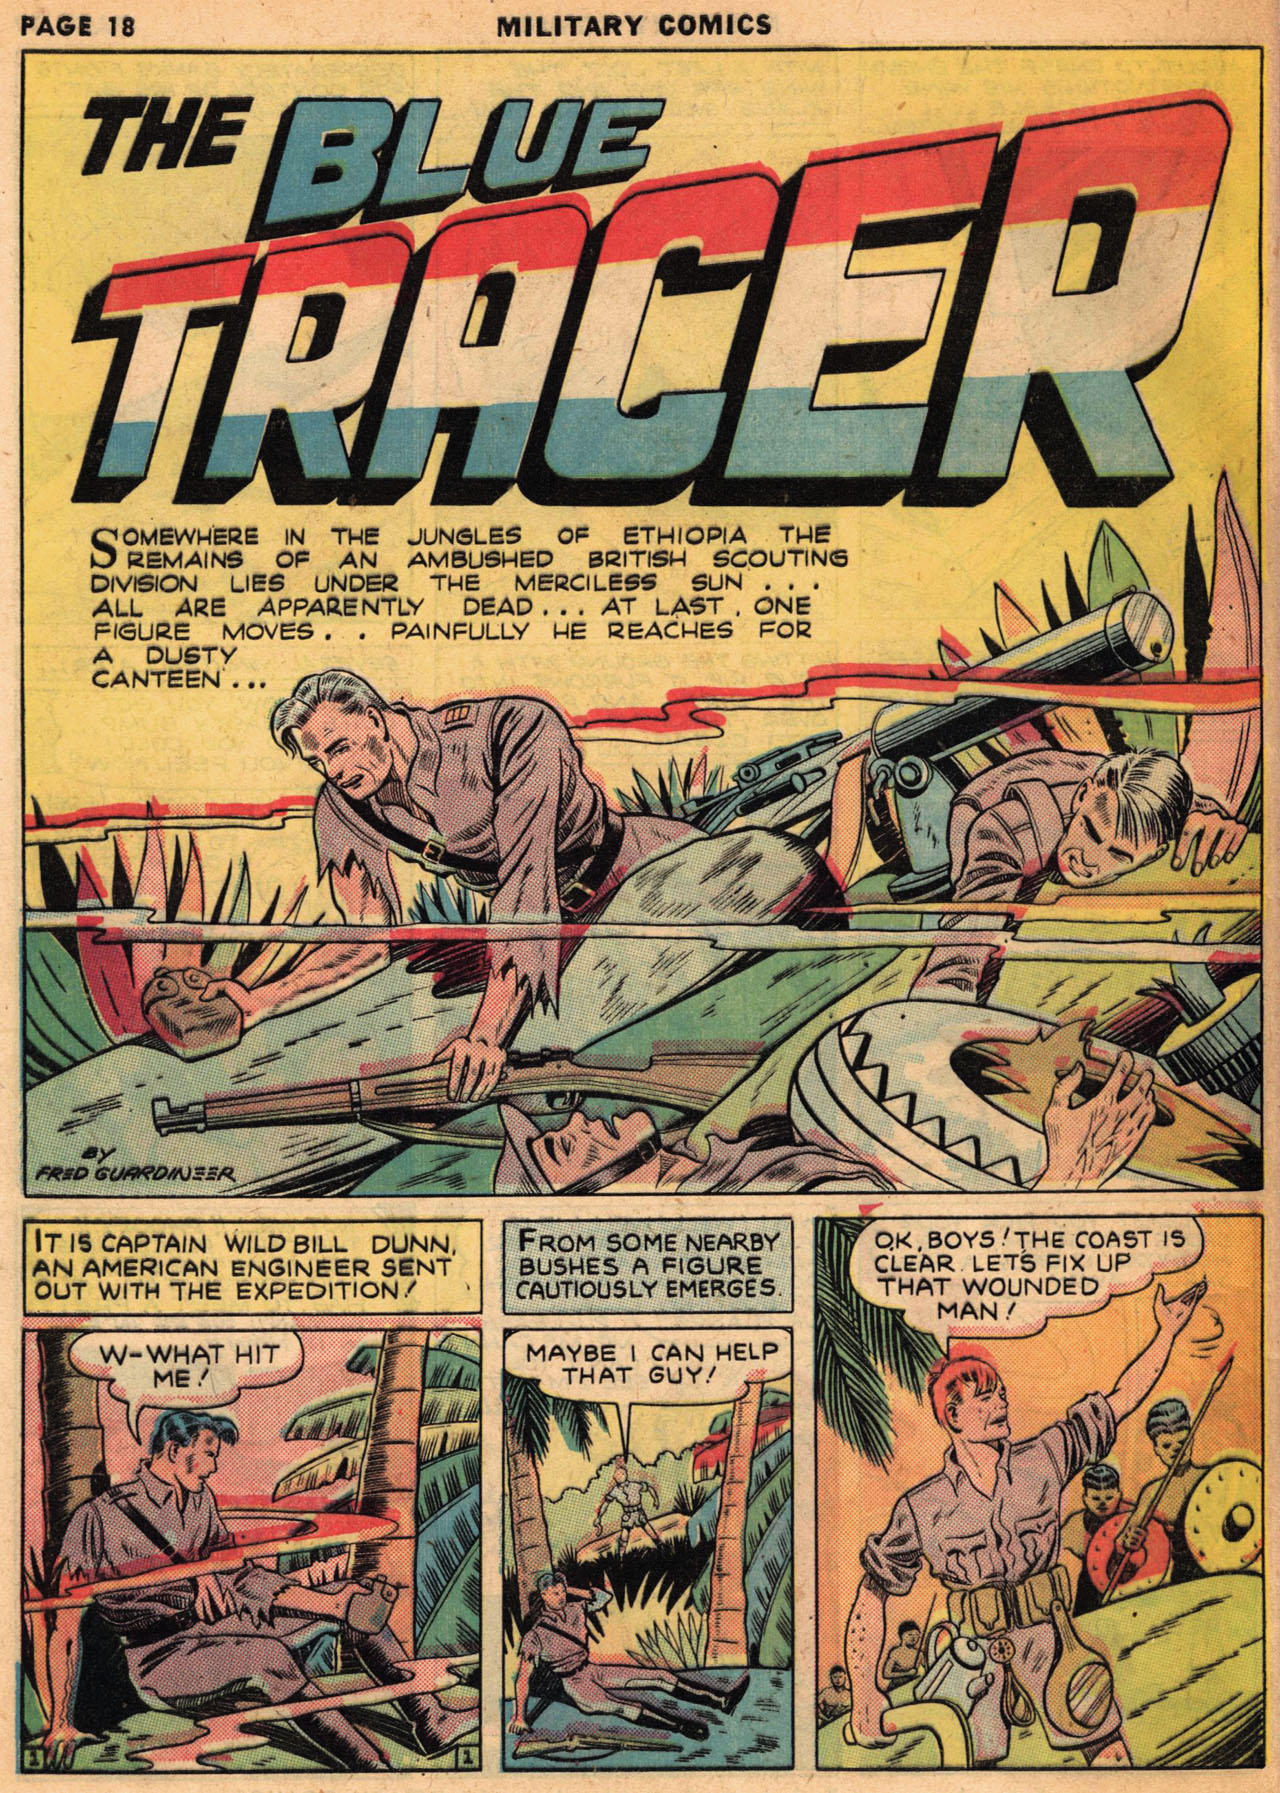 PAGE 18
MILITARY COMICS
THE BLUE
TRACER
SOMEWHERE IN THE JUNGLES OF ETHIOPIA THE
REMAINS OF AN AMBUSHED BRITISH SCOUTING
DIVISION LIES UNDER THE MERCILESS SUN . . .
ALL ARE APPARENTLY DEAD... AT LAST, ONE
FIGURE MOVES. . . PAINFULLY HE REACHES FOR
A DUSTY
CANTEEN...
BY
FRED GUARDINEER
IT IS CAPTAIN WILD BILL DUNN,
AN AMERICAN ENGINEER SENT
OUT WITH THE EXPEDITION!
W-WHAT HIT
ME!
1
1
FROM SOME NEARBY
BUSHES A FIGURE
CAUTIOUSLY EMERGES.
MAYBE I CAN HELP
THAT GUY!
O.K, BOYS! THE COAST IS
CLEAR. LET'S FIX UP
THAT WOUNDED
MAN!